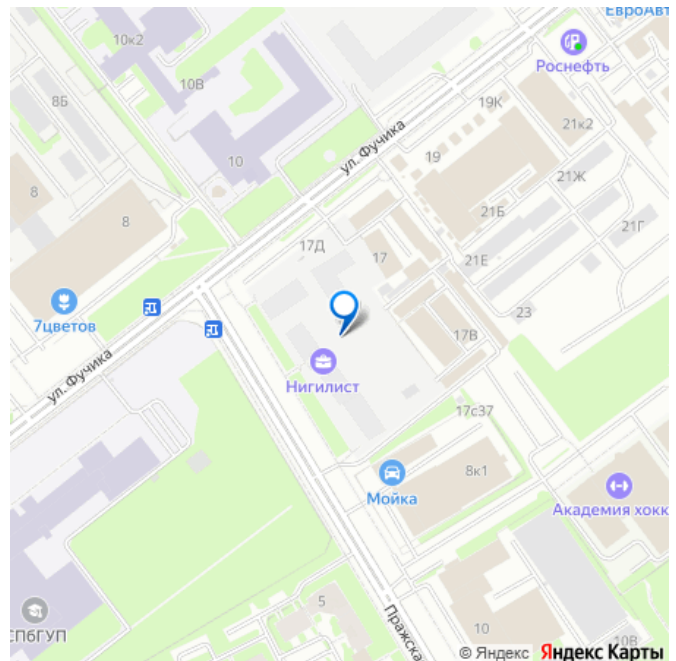 ЕвроАвт
10к2
Роснефть
8Б
10В
19К
21к2
ул. Фучика
19
10
21Ж
8
8
21Б
21Г
17Д
17
21Е
7цветов
23
17В
Нигилист
ул. Фучика
17с37
8к1
Мойка
Академия хокк
5
СПбГУП
Пражска
10
10В
© Яндекс Яндекс Карты